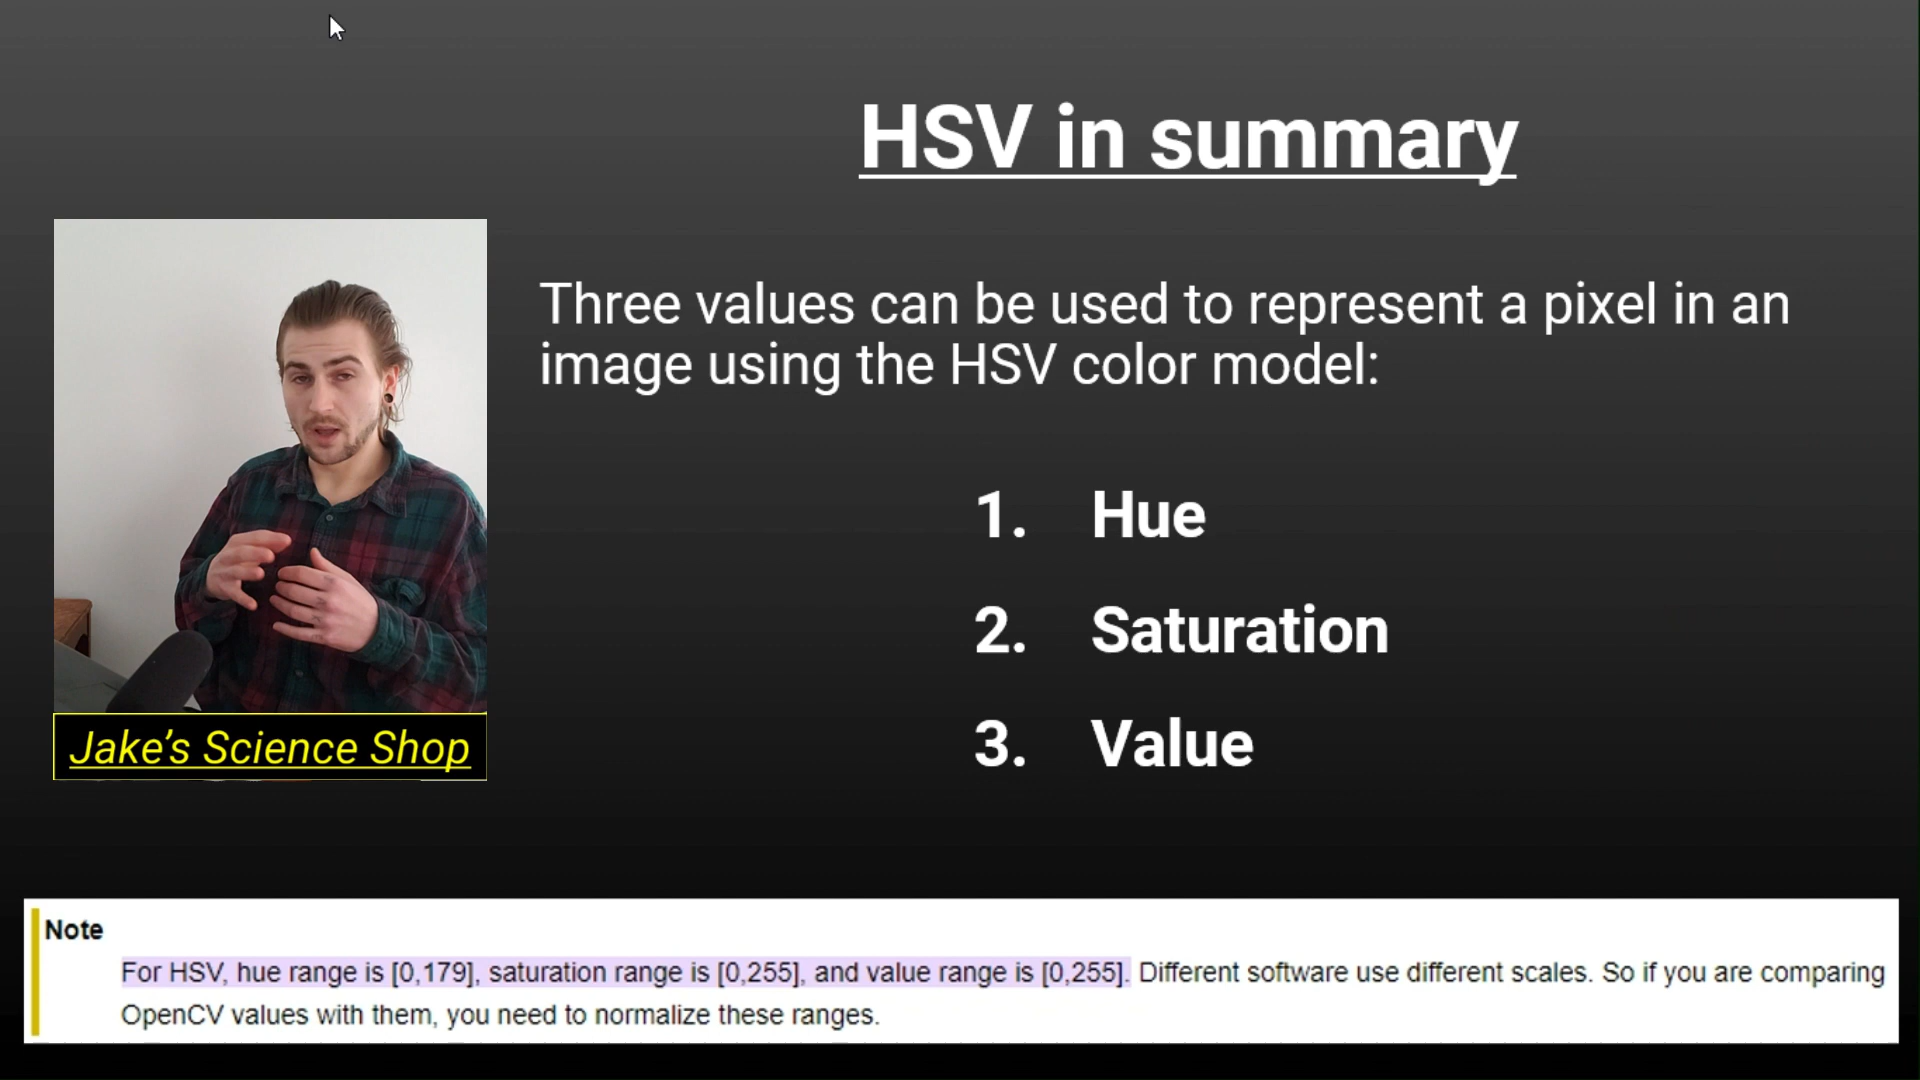 HSV in summary
Three values can be used to represent a pixel in an
image using the HSV color model:
1. Hue
2. Saturation
3. Value
Jake’s Science Shop
Note
For HSV, hue range is [0,179], saturation range is [0,255], and value range is [0,255]. Different software use different scales. So if you are comparing
OpenCV values with them, you need to normalize these ranges.